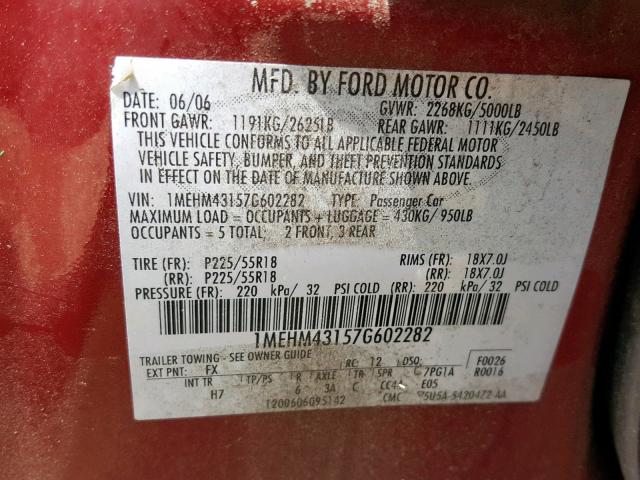 MFD. BY FORD MOTOR CO.
DATE: 06/06 GVWR: 2268KG/5000LB
FRONT GAWR: 1191KG/2625LB REAR GAWR: 1111KG/2450LB
THIS VEHICLE CONFORMS TO ALL APPLICABLE FEDERAL MOTOR
VEHICLE SAFETY, BUMPER, AND THEFT PREVENTION STANDARDS
IN EFFECT ON THE DATE OF MANUFACTURE SHOWN ABOVE.
VIN: 1MEHM43157G602282 TYPE: Passenger Car
MAXIMUM LOAD = OCCUPANTS + LUGGAGE = 430KG/950LB
OCCUPANTS = 5 TOTAL: 2 FRONT, 3 REAR
TIRE (FR): P225/55R18 RIMS (FR): 18X7.0J
(RR): P225/55R18 (RR): 18X7.0J
PRESSURE (FR): 220 kPa/ 32 PSI COLD (RR): 220 kPa/ 32 PSI COLD
1MEHM43157G602282
TRAILER TOWING - SEE OWNER GUIDE
EXT PNT: FX RC: 12 DSO: F0026
INT TR TP/PS R AXLE TR SPR C7PG1A R0016
H7 6 3A C CC4 E05
T200606095142 CMC 5U5A-5420472-AA